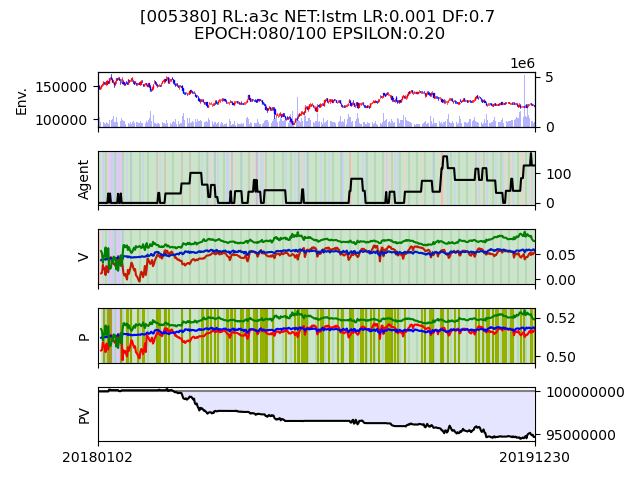 [005380] RL:a3c NET:lstm LR:0.001 DF:0.7
EPOCH:080/100 EPSILON:0.20
1e6
Env.
150000
100000
5
0
Agent
100
0
V
0.05
0.00
P
0.52
0.50
PV
100000000
95000000
20180102
20191230